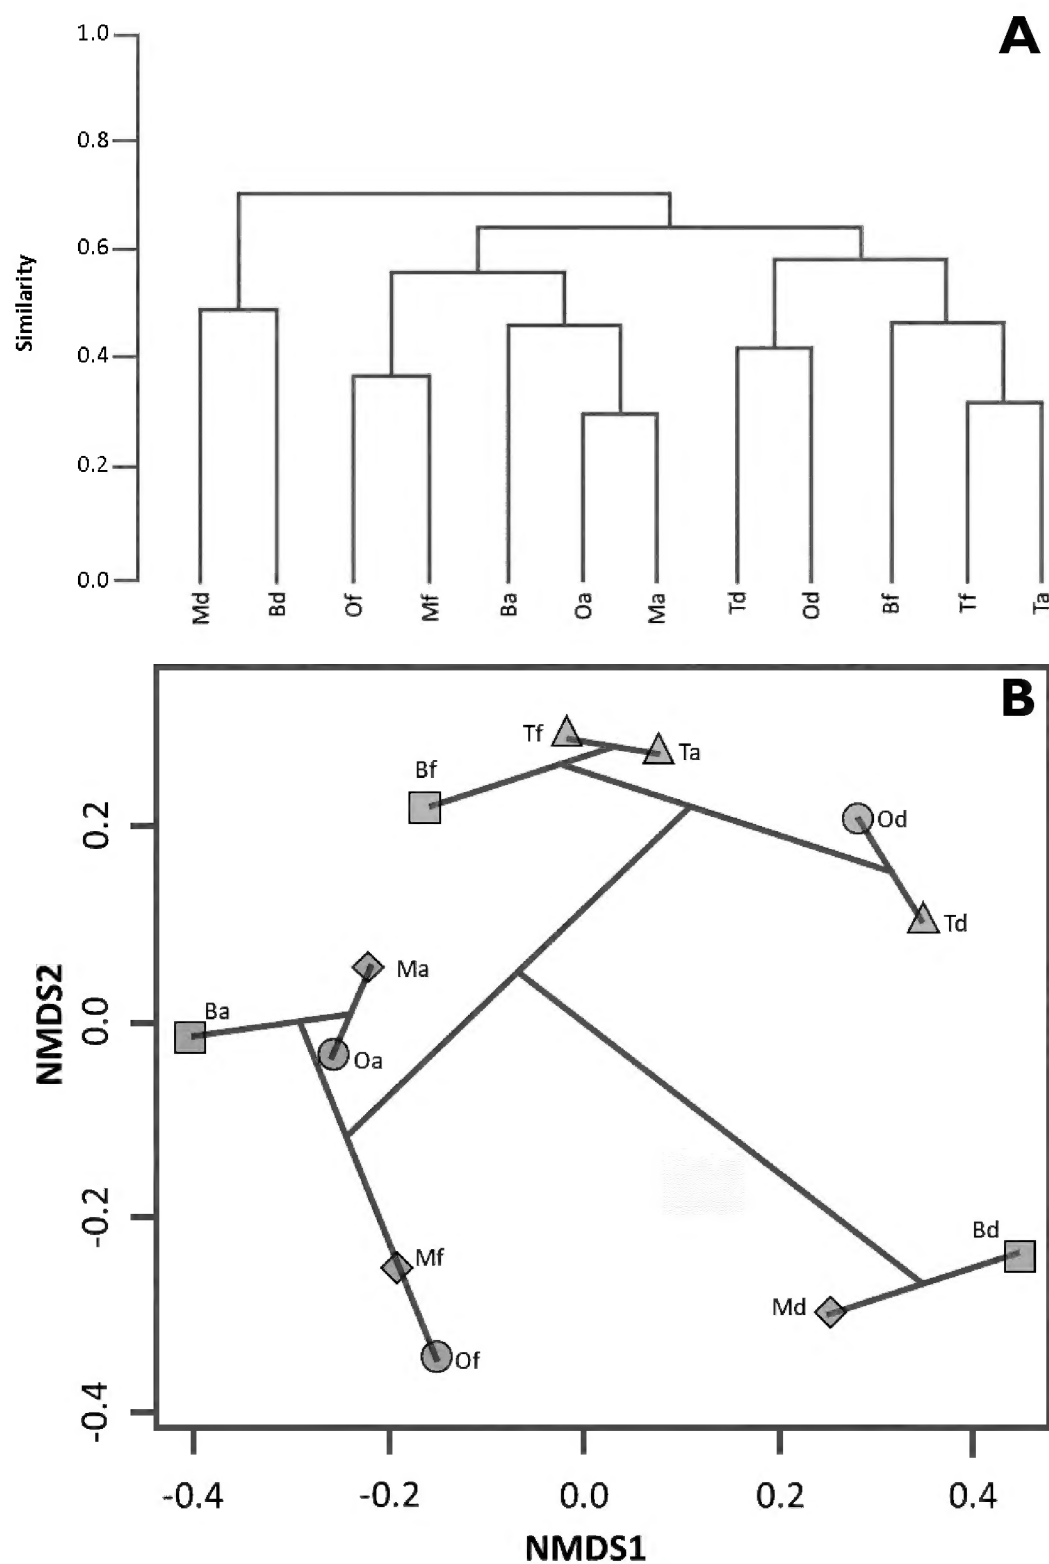 A
1.0
0.8
0.6
0.4
0.2
0.0
Similarity
Md Bd Of Mf Ba Oa Ma Td Od Bf Tf Ta
B
Tf
Ta
Bf
Od
Td
Ma
Ba
Oa
Mf
Of
Bd
Md
0.2
0.0
-0.2
-0.4
NMDS2
-0.4 -0.2 0.0 0.2 0.4
NMDS1